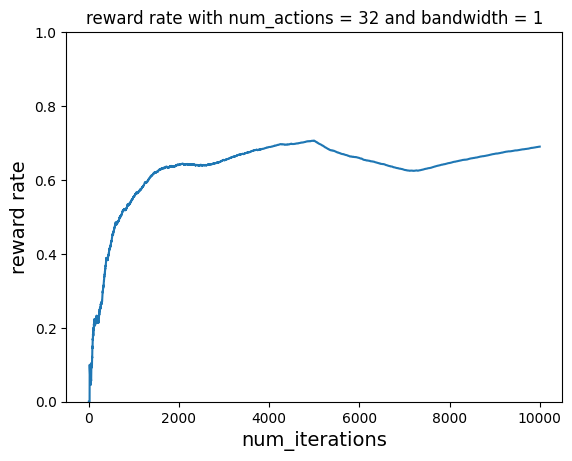 reward rate with num_actions = 32 and bandwidth = 1
1.0
0.8
0.6
0.4
0.2
0.0
reward rate
0 2000 4000 6000 8000 10000
num_iterations